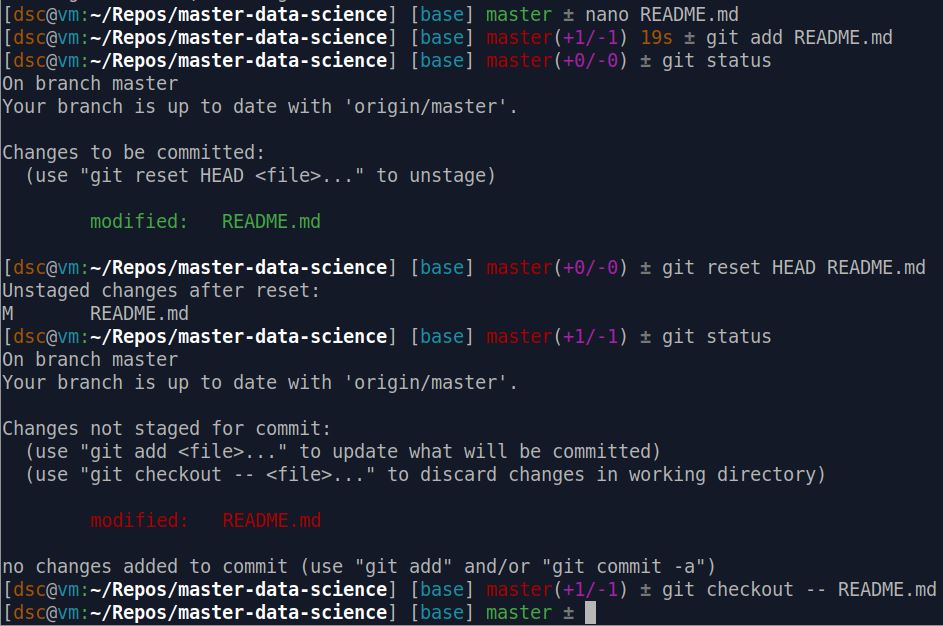 [dsc@vm:~/Repos/master-data-science] [base] master ± nano README.md
[dsc@vm:~/Repos/master-data-science] [base] master(+1/-1) 19s ± git add README.md
[dsc@vm:~/Repos/master-data-science] [base] master(+0/-0) ± git status
On branch master
Your branch is up to date with 'origin/master'.

Changes to be committed:
  (use "git reset HEAD <file>..." to unstage)

        modified:   README.md

[dsc@vm:~/Repos/master-data-science] [base] master(+0/-0) ± git reset HEAD README.md
Unstaged changes after reset:
M       README.md
[dsc@vm:~/Repos/master-data-science] [base] master(+1/-1) ± git status
On branch master
Your branch is up to date with 'origin/master'.

Changes not staged for commit:
  (use "git add <file>..." to update what will be committed)
  (use "git checkout -- <file>..." to discard changes in working directory)

        modified:   README.md

no changes added to commit (use "git add" and/or "git commit -a")
[dsc@vm:~/Repos/master-data-science] [base] master(+1/-1) ± git checkout -- README.md
[dsc@vm:~/Repos/master-data-science] [base] master ±